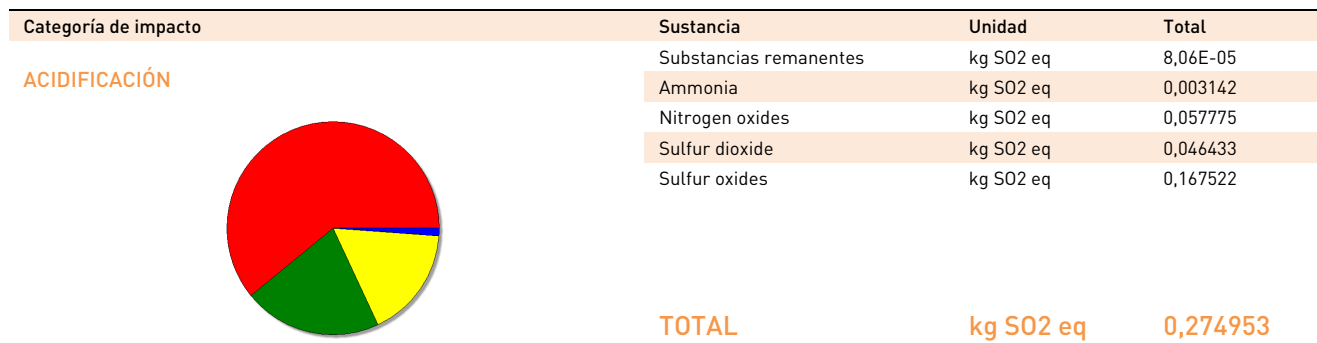 Categoría de impacto Sustancia Unidad Total
ACIDIFICACIÓN
Substancias remanentes kg SO2 eq 8,06E-05
Ammonia kg SO2 eq 0,003142
Nitrogen oxides kg SO2 eq 0,057775
Sulfur dioxide kg SO2 eq 0,046433
Sulfur oxides kg SO2 eq 0,167522
TOTAL kg SO2 eq 0,274953